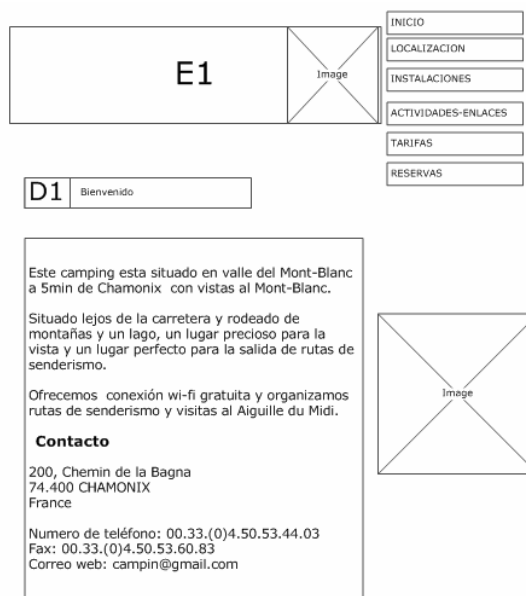 E1
Image
INICIO
LOCALIZACION
INSTALACIONES
ACTIVIDADES-ENLACES
TARIFAS
RESERVAS
D1 Bienvenido
Este camping esta situado en valle del Mont-Blanc
a 5min de Chamonix con vistas al Mont-Blanc.
Situado lejos de la carretera y rodeado de
montañas y un lago, un lugar precioso para la
vista y un lugar perfecto para la salida de rutas de
senderismo.
Ofrecemos conexión wi-fi gratuita y organizamos
rutas de senderismo y visitas al Aiguille du Midi.
Contacto
200, Chemin de la Bagna
74.400 CHAMONIX
France
Numero de teléfono: 00.33.(0)4.50.53.44.03
Fax: 00.33.(0)4.50.53.60.83
Correo web: campin@gmail.com
Image